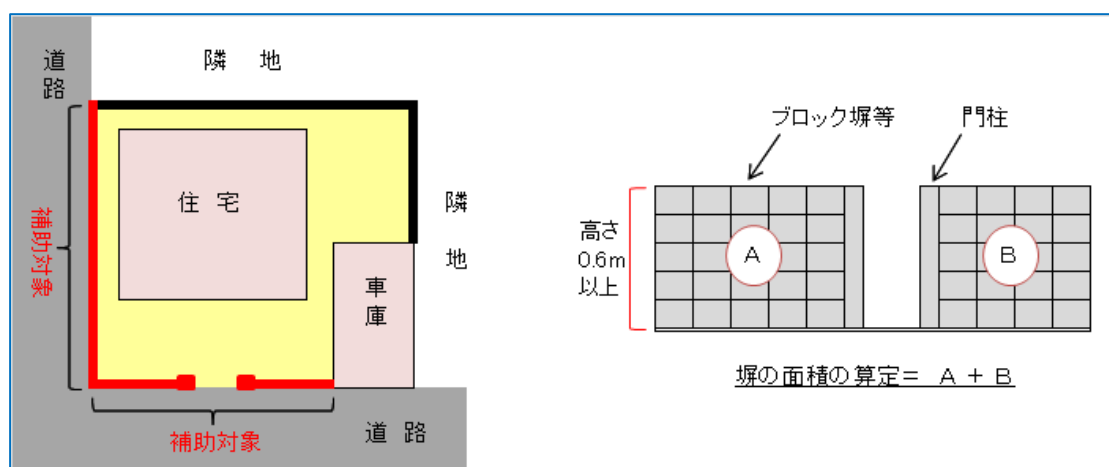 道路
隣 地
住 宅
補助対象
隣地
車庫
補助対象
道 路
ブロック塀等
門柱
高さ
0.6m
以上
A
B
塀の面積の算定＝ A + B